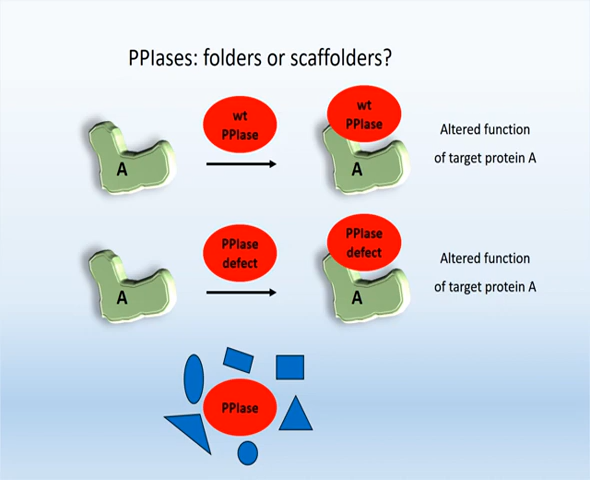 PPIases: folders or scaffolders?
wt
PPIase
wt
PPIase
A
A
Altered function
of target protein A
PPIase
defect
PPIase
defect
A
A
Altered function
of target protein A
PPIase